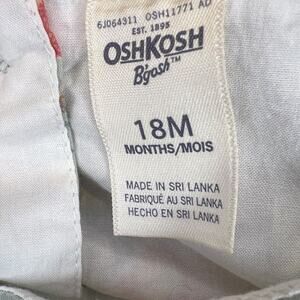 6J064311 OSH11771 AD
EST. 1895
OSHKOSH
B'gosh™
18M
MONTHS/MOIS
MADE IN SRI LANKA
FABRIQUÉ AU SRI LANKA
HECHO EN SRI LANKA